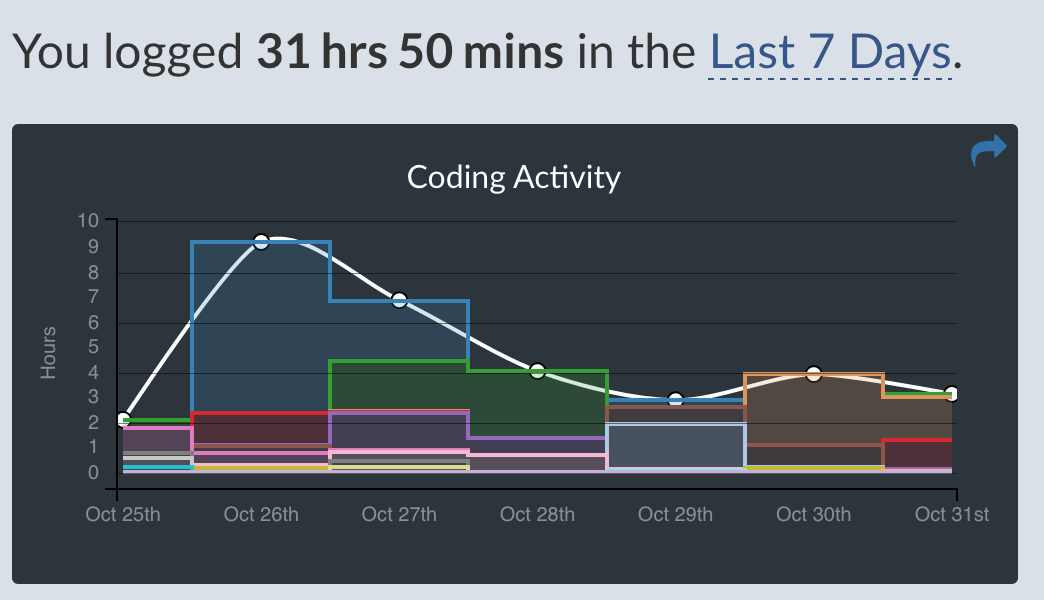 You logged 31 hrs 50 mins in the Last 7 Days.
Coding Activity
10
9
8
7
6
5
4
3
2
1
0
Hours
Oct 25th Oct 26th Oct 27th Oct 28th Oct 29th Oct 30th Oct 31st